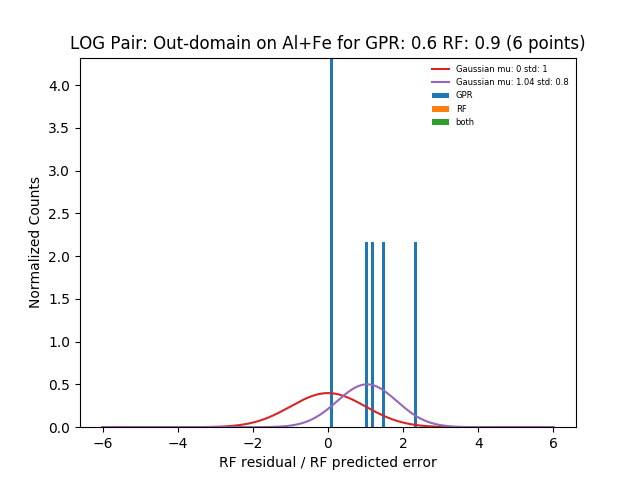 LOG Pair: Out-domain on Al+Fe for GPR: 0.6 RF: 0.9 (6 points)
Gaussian mu: 0 std: 1
Gaussian mu: 1.04 std: 0.8
GPR
RF
both
Normalized Counts
4.0
3.5
3.0
2.5
2.0
1.5
1.0
0.5
0.0
−6 −4 −2 0 2 4 6
RF residual / RF predicted error